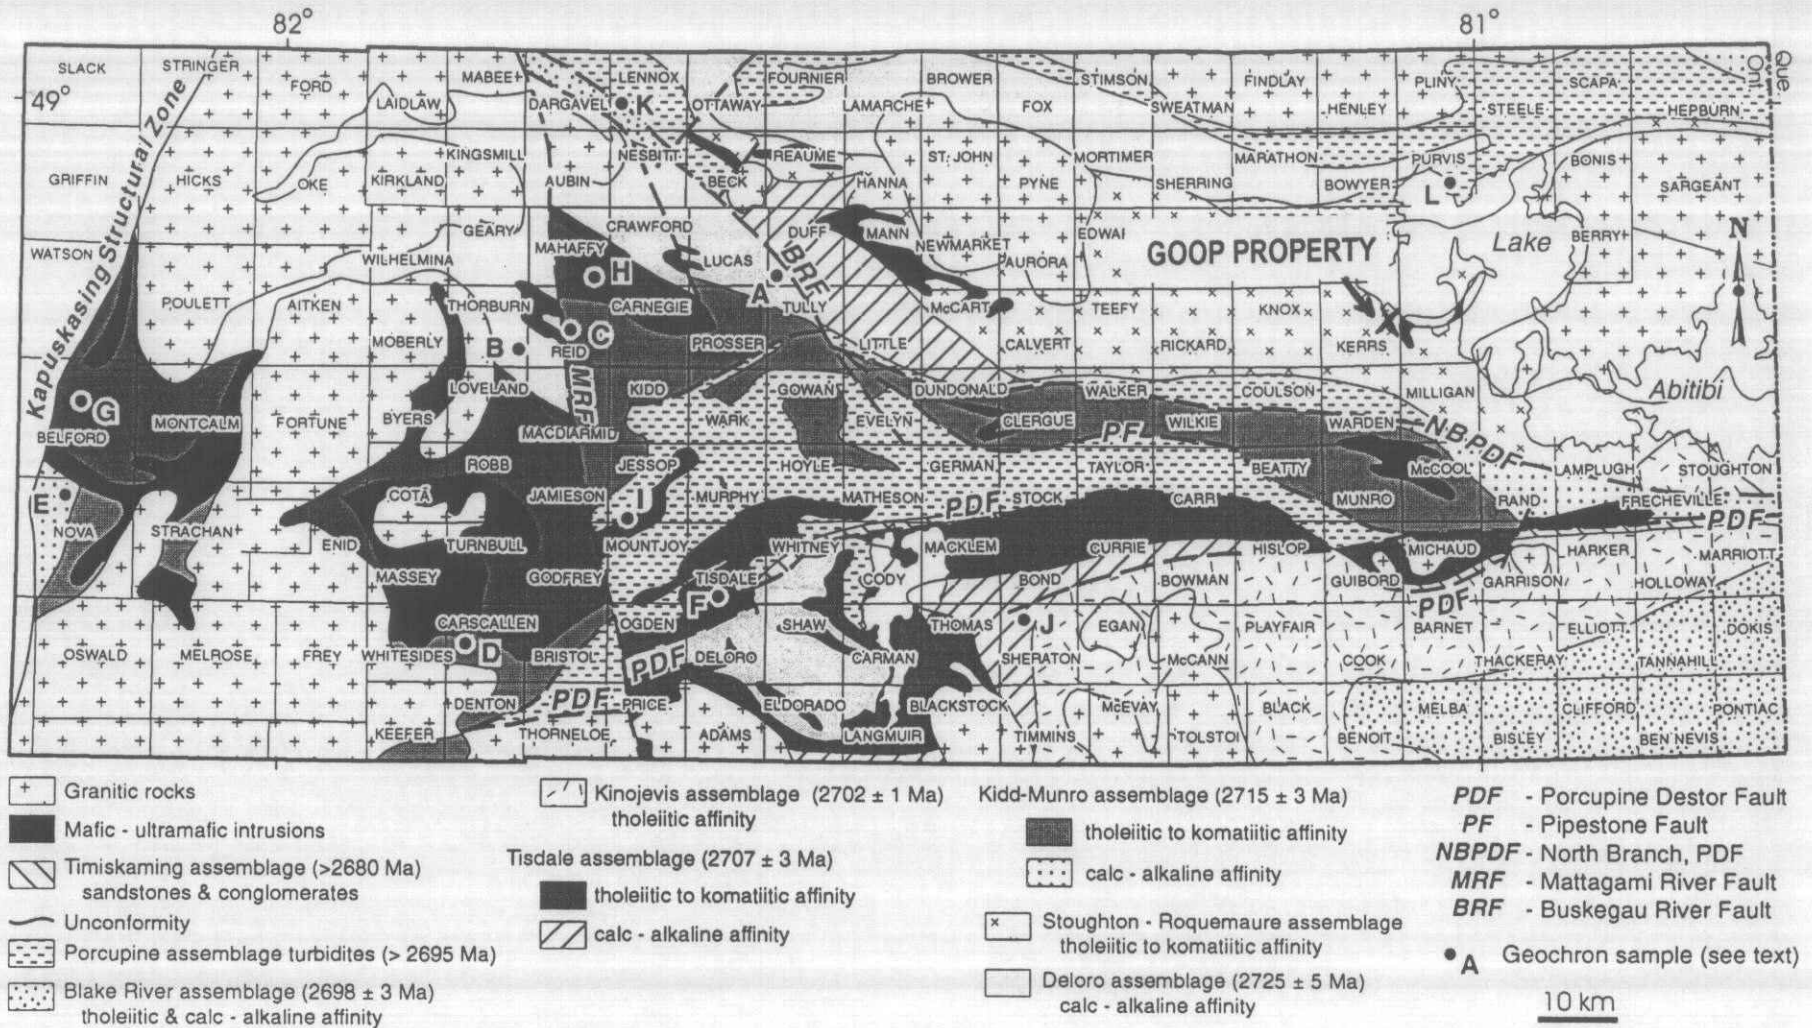 82° 81°
SLACK STRINGER FORD MABEE LENNOX FOURNIER BROWER STIMSON FINDLAY PLINY SCAPA Ont Que
49° LAIDLAW DARGAVEL K OTTAWAY LAMARCHE FOX SWEATMAN HENLEY STEELE HEPBURN
Kapuskasing Structural Zone
KINGSMILL NESBITT REAUME ST. JOHN MORTIMER MARATHON PURVIS BONIS
GRIFFIN HICKS OKE KIRKLAND AUBIN BECK HANNA PYNE SHERRING BOWYER L SARGEANT
GEARY CRAWFORD DUFF MANN EDWAI N
WATSON WILHELMINA MAHAFFY LUCAS BRF NEWMARKET GOOP PROPERTY Lake BERRY
H A AURORA
POULETT AITKEN THORBURN CARNEGIE TULLY McCART TEEFY KNOX
MOBERLY B REID C PROSSER LITTLE CALVERT RICKARD KERRS X
MRF
LOVELAND KIDD GOWAN DUNDONALD WALKER COULSON MILLIGAN Abitibi
G BELFORD MONTCALM FORTUNE BYERS MACDIARMID WARK EVELYN CLERGUE PF WILKIE WARDEN NBPDF
ROBB JESSOP HOYLE GERMAN TAYLOR BEATTY McCOOL LAMPLUGH STOUGHTON
E COTÂ JAMIESON I MURPHY MATHESON PDF STOCK CARR MUNRO RAND FRECHEVILLE
NOVA STRACHAN ENID TURNBULL MOUNTJOY WHITNEY MACKLEM CURRIE HISLOP MICHAUD HARKER PDF
MARRIOTT
MASSEY GODFREY TISDALE CODY BOND BOWMAN GUIBORD GARRISON HOLLOWAY
F PDF
CARSCALLEN OGDEN SHAW THOMAS J EGAN PLAYFAIR BARNET ELLIOTT DOKIS
OSWALD MELROSE FREY WHITESIDES D BRISTOL PDF DELORO CARMAN SHERATON McCANN COOK THACKERAY TANNAHILL
DENTON PDF PRICE ELDORADO BLACKSTOCK McEVAY BLACK MELBA CLIFFORD PONTIAC
KEEFER THORNELOE ADAMS LANGMUIR TIMMINS TOLSTOI BENOIT BISLEY BEN NEVIS
Granitic rocks
Mafic - ultramafic intrusions
Timiskaming assemblage (>2680 Ma)
sandstones & conglomerates
Unconformity
Porcupine assemblage turbidites (> 2695 Ma)
Blake River assemblage (2698 ± 3 Ma)
tholeiitic & calc - alkaline affinity
Kinojevis assemblage (2702 ± 1 Ma)
tholeiitic affinity
Tisdale assemblage (2707 ± 3 Ma)
tholeiitic to komatiitic affinity
calc - alkaline affinity
Kidd-Munro assemblage (2715 ± 3 Ma)
tholeiitic to komatiitic affinity
calc - alkaline affinity
Stoughton - Roquemaure assemblage
tholeiitic to komatiitic affinity
Deloro assemblage (2725 ± 5 Ma)
calc - alkaline affinity
PDF - Porcupine Destor Fault
PF - Pipestone Fault
NBPDF - North Branch, PDF
MRF - Mattagami River Fault
BRF - Buskegau River Fault
A Geochron sample (see text)
10 km